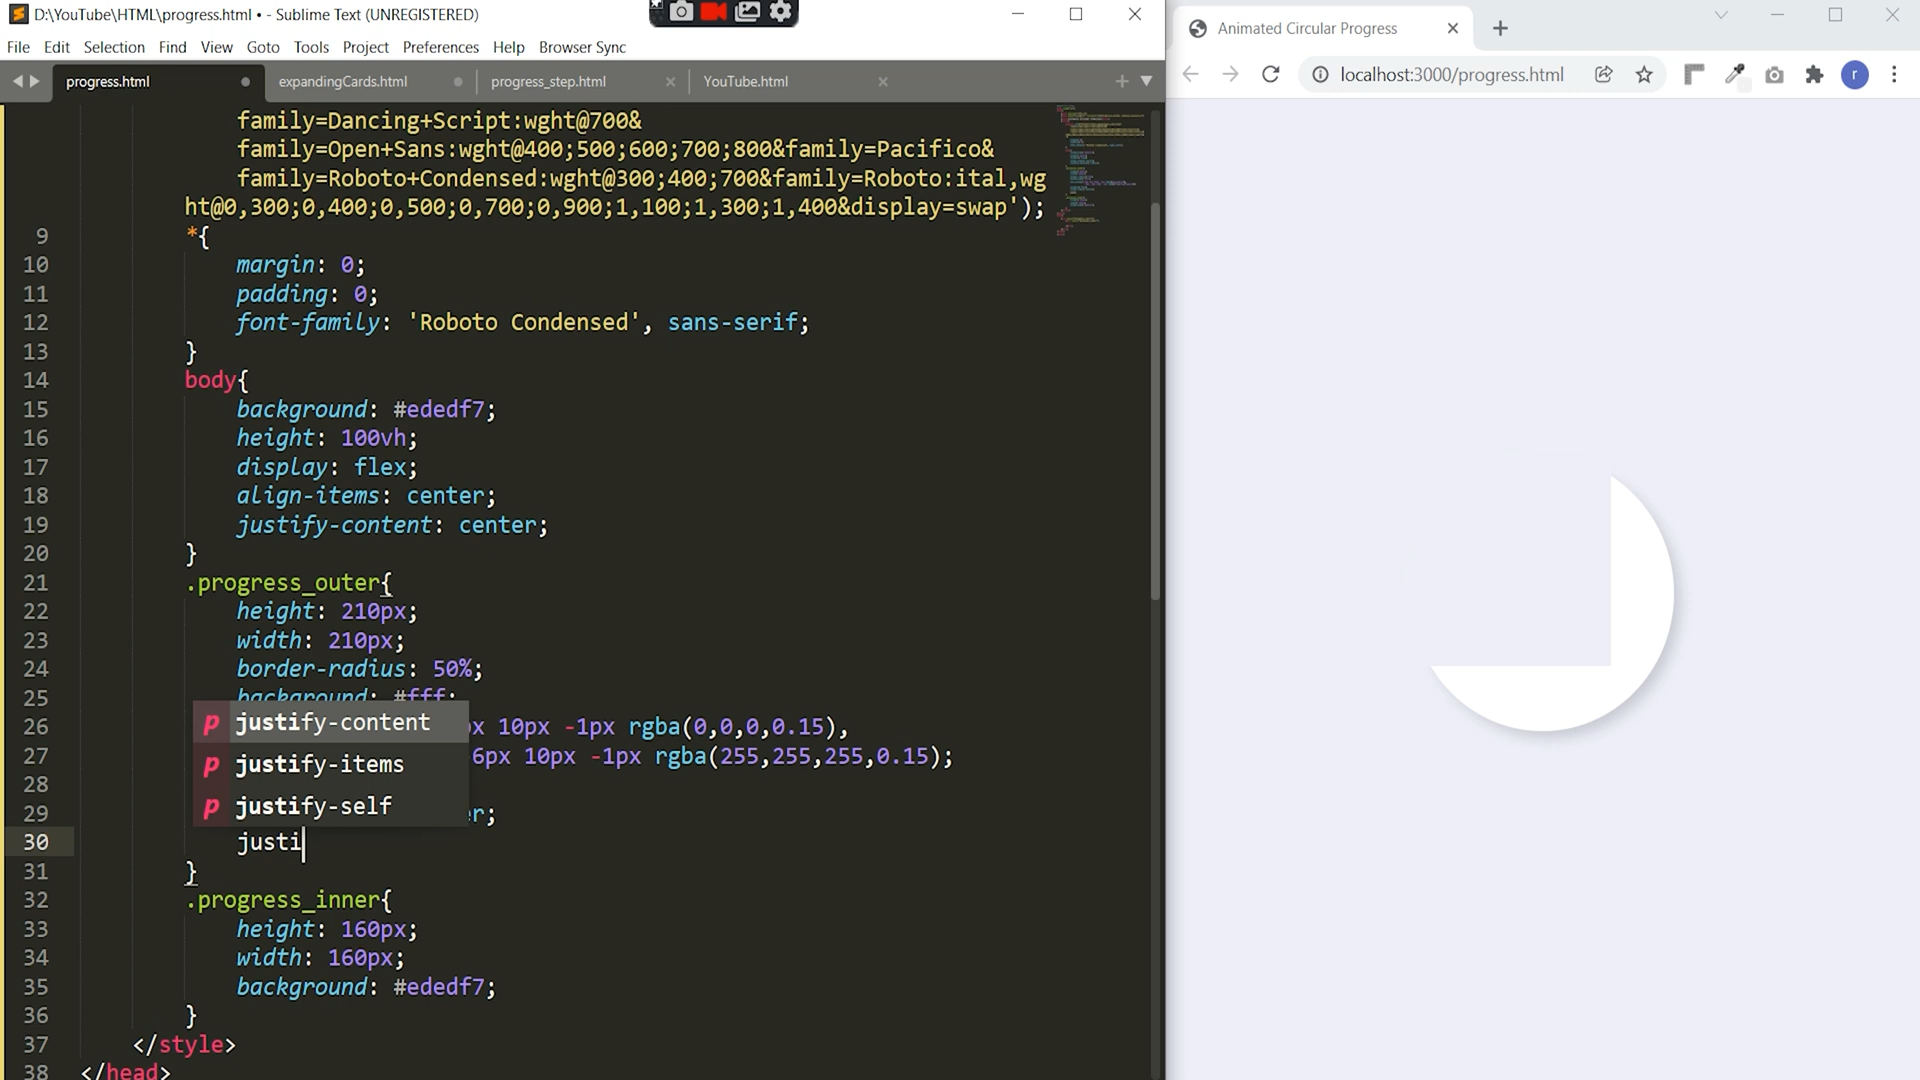 D:\YouTube\HTML\progress.html • - Sublime Text (UNREGISTERED)
File Edit Selection Find View Goto Tools Project Preferences Help Browser Sync
progress.html expandingCards.html progress_step.html YouTube.html
family=Dancing+Script:wght@700&
family=Open+Sans:wght@400;500;600;700;800&family=Pacifico&
family=Roboto+Condensed:wght@300;400;700&family=Roboto:ital,wg
ht@0,300;0,400;0,500;0,700;0,900;1,100;1,300;1,400&display=swap');
9 *{
10 margin: 0;
11 padding: 0;
12 font-family: 'Roboto Condensed', sans-serif;
13 }
14 body{
15 background: #ededf7;
16 height: 100vh;
17 display: flex;
18 align-items: center;
19 justify-content: center;
20 }
21 .progress_outer{
22 height: 210px;
23 width: 210px;
24 border-radius: 50%;
25 background: #fff;
26 px 10px -1px rgba(0,0,0,0.15),
27 6px 10px -1px rgba(255,255,255,0.15);
28
29 er;
30 justi
31 }
32 .progress_inner{
33 height: 160px;
34 width: 160px;
35 background: #ededf7;
36 }
37 </style>
38 </head>
p justify-content
p justify-items
p justify-self
Animated Circular Progress
localhost:3000/progress.html
r